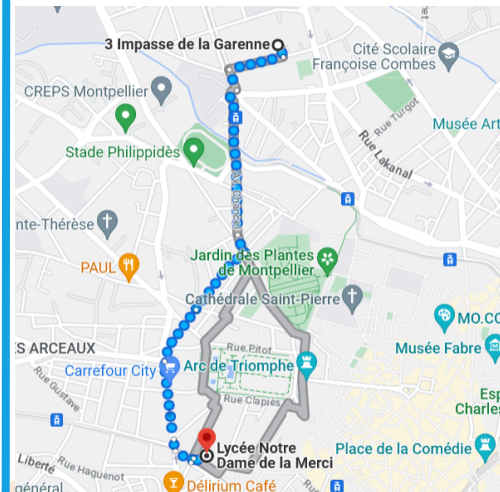 3 Impasse de la Garenne
Cité Scolaire
Françoise Combes
CREPS Montpellier
Rue Turgot
Musée Art
Stade Philippidès
Rue Lakanal
nte-Thérèse
Jardin des Plantes
de Montpellier
PAUL
Cathédrale Saint-Pierre
MO.CO
ES ARCEAUX
Rue Pitot
Musée Fabre
Carrefour City
Arc de Triomphe
Rue Gustave
Rue Clapiès
Esp
Charles
Lycée Notre
Dame de la Merci
Place de la Comédie
Liberté
Rue Haguenot
général
Délirium Café